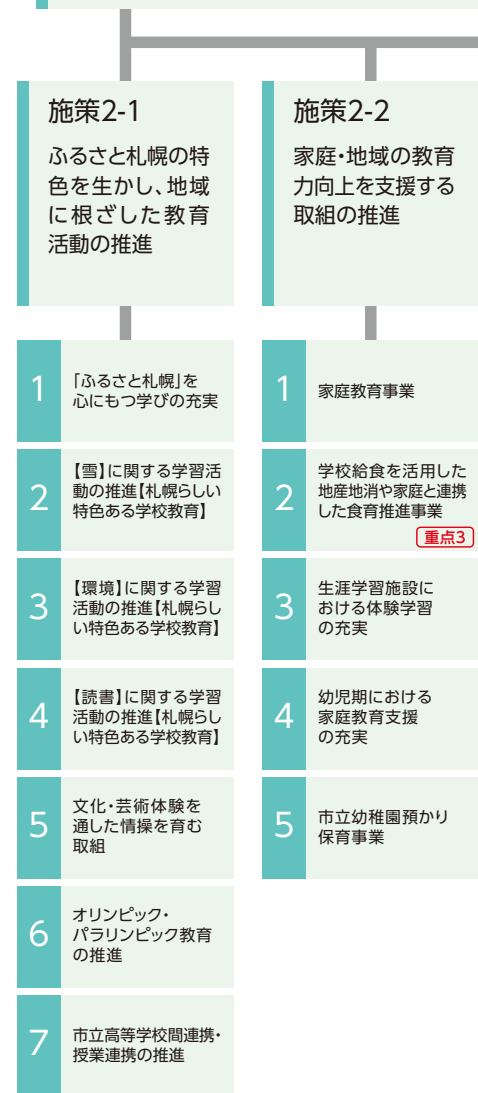 施策2-1
ふるさと札幌の特
色を生かし、地域
に根ざした教育
活動の推進
1
「ふるさと札幌」を
心にもつ学びの充実
2
【雪】に関する学習活
動の推進【札幌らしい
特色ある学校教育】
3
【環境】に関する学習
活動の推進【札幌らし
い特色ある学校教育】
4
【読書】に関する学習
活動の推進【札幌らし
い特色ある学校教育】
5
文化・芸術体験を
通した情操を育む
取組
6
オリンピック・
パラリンピック教育
の推進
7
市立高等学校間連携・
授業連携の推進
施策2-2
家庭・地域の教育
力向上を支援する
取組の推進
1
家庭教育事業
2
学校給食を活用した
地産地消や家庭と連携
した食育推進事業
重点3
3
生涯学習施設に
おける体験学習
の充実
4
幼児期における
家庭教育支援
の充実
5
市立幼稚園預かり
保育事業